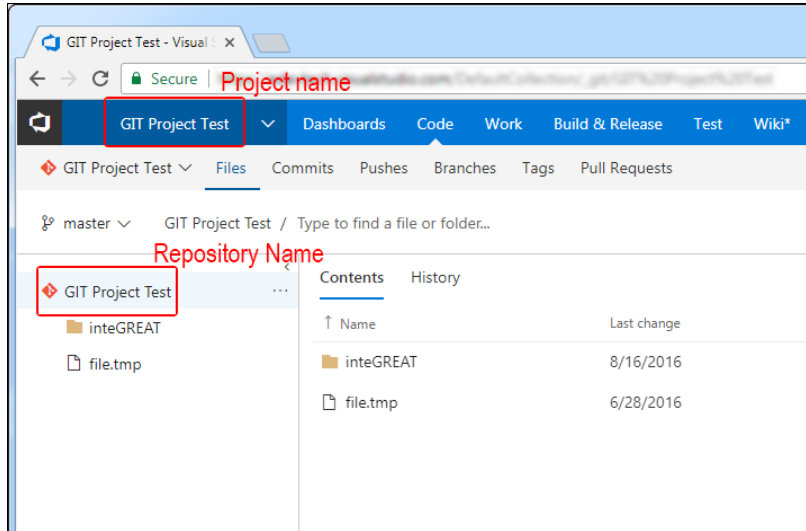 GIT Project Test - Visual S
Secure
Project name
GIT Project Test Dashboards Code Work Build & Release Test Wiki*
GIT Project Test Files Commits Pushes Branches Tags Pull Requests
master GIT Project Test / Type to find a file or folder...
Repository Name
GIT Project Test ...
Contents History
Name Last change
inteGREAT
file.tmp
inteGREAT 8/16/2016
file.tmp 6/28/2016